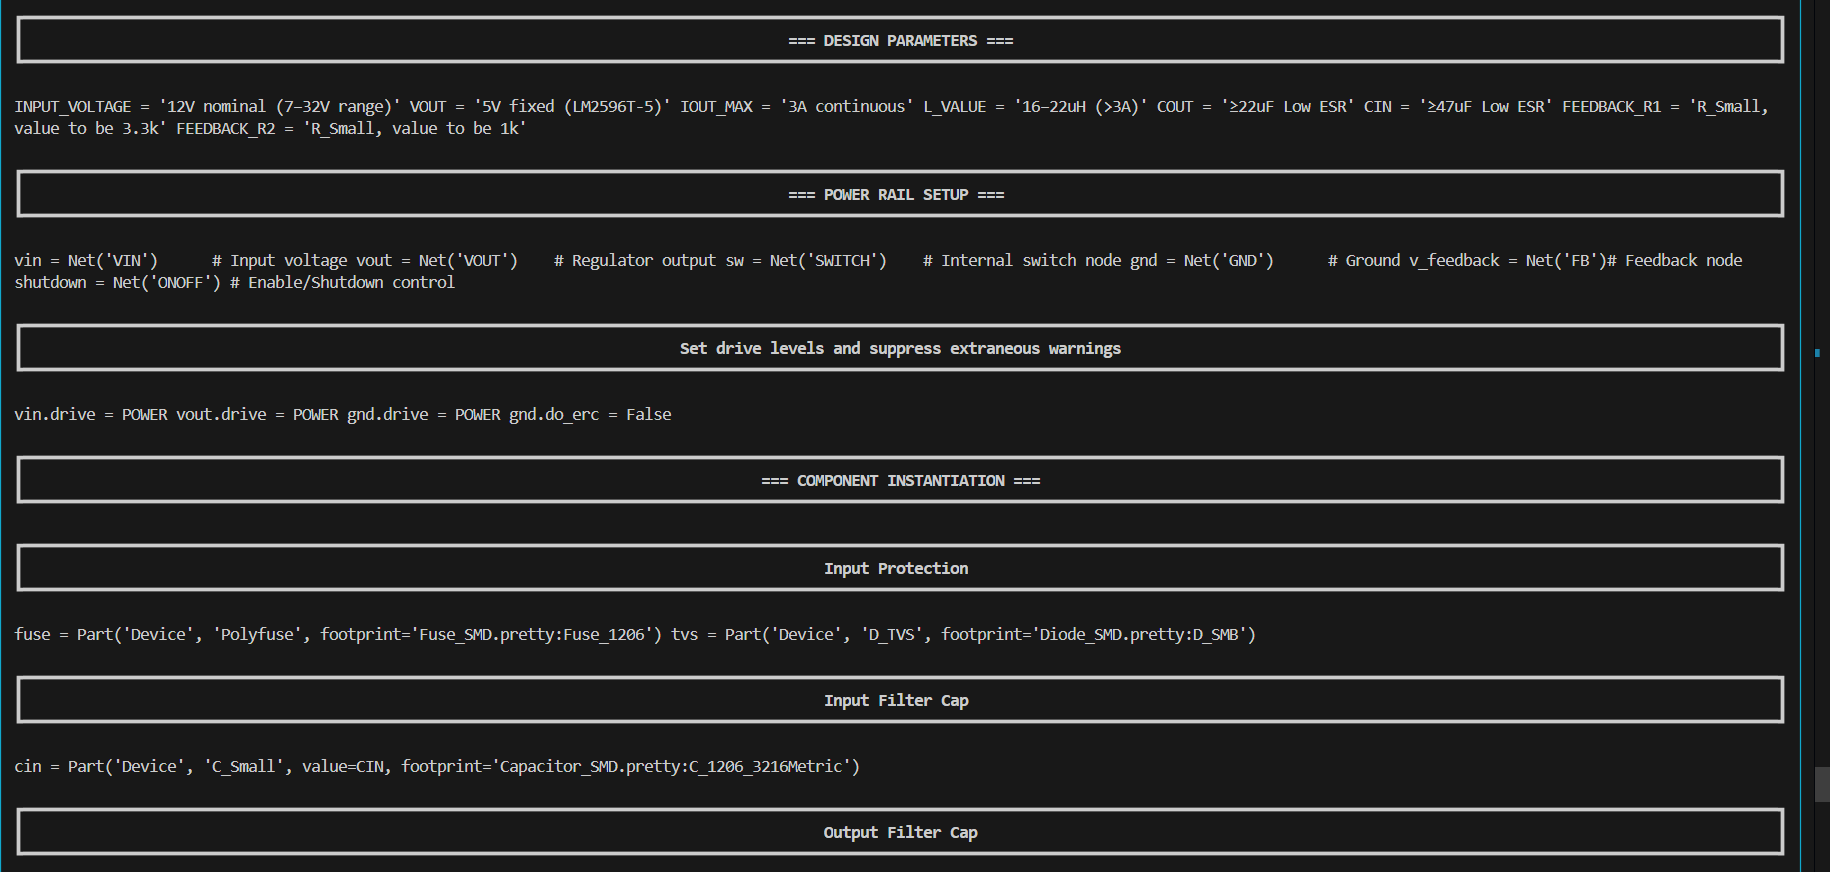 === DESIGN PARAMETERS ===
INPUT_VOLTAGE = '12V nominal (7–32V range)' VOUT = '5V fixed (LM2596T-5)' IOUT_MAX = '3A continuous' L_VALUE = '16–22uH (>3A)' COUT = '≥22uF Low ESR' CIN = '≥47uF Low ESR' FEEDBACK_R1 = 'R_Small,
value to be 3.3k' FEEDBACK_R2 = 'R_Small, value to be 1k'
=== POWER RAIL SETUP ===
vin = Net('VIN')      # Input voltage vout = Net('VOUT')    # Regulator output sw = Net('SWITCH')    # Internal switch node gnd = Net('GND')      # Ground v_feedback = Net('FB')# Feedback node
shutdown = Net('ONOFF') # Enable/Shutdown control
Set drive levels and suppress extraneous warnings
vin.drive = POWER vout.drive = POWER gnd.drive = POWER gnd.do_erc = False
=== COMPONENT INSTANTIATION ===
Input Protection
fuse = Part('Device', 'Polyfuse', footprint='Fuse_SMD.pretty:Fuse_1206') tvs = Part('Device', 'D_TVS', footprint='Diode_SMD.pretty:D_SMB')
Input Filter Cap
cin = Part('Device', 'C_Small', value=CIN, footprint='Capacitor_SMD.pretty:C_1206_3216Metric')
Output Filter Cap